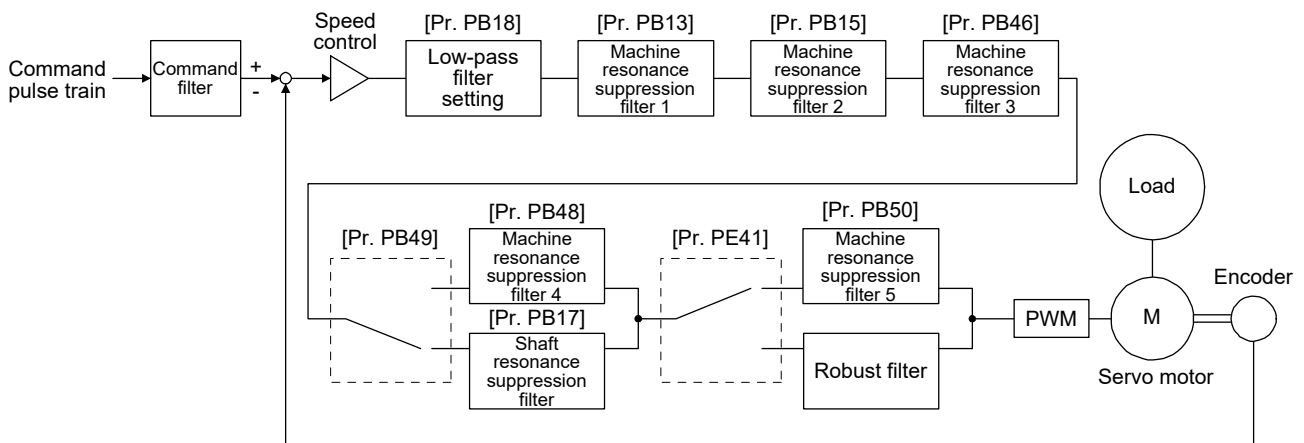 Command
pulse train
Command
filter
+
-
Speed
control
[Pr. PB18]
Low-pass
filter
setting
[Pr. PB13]
Machine
resonance
suppression
filter 1
[Pr. PB15]
Machine
resonance
suppression
filter 2
[Pr. PB46]
Machine
resonance
suppression
filter 3
[Pr. PB49]
[Pr. PB48]
Machine
resonance
suppression
filter 4
[Pr. PB17]
Shaft
resonance
suppression
filter
[Pr. PE41]
[Pr. PB50]
Machine
resonance
suppression
filter 5
Robust filter
PWM
Load
M
Servo motor
Encoder